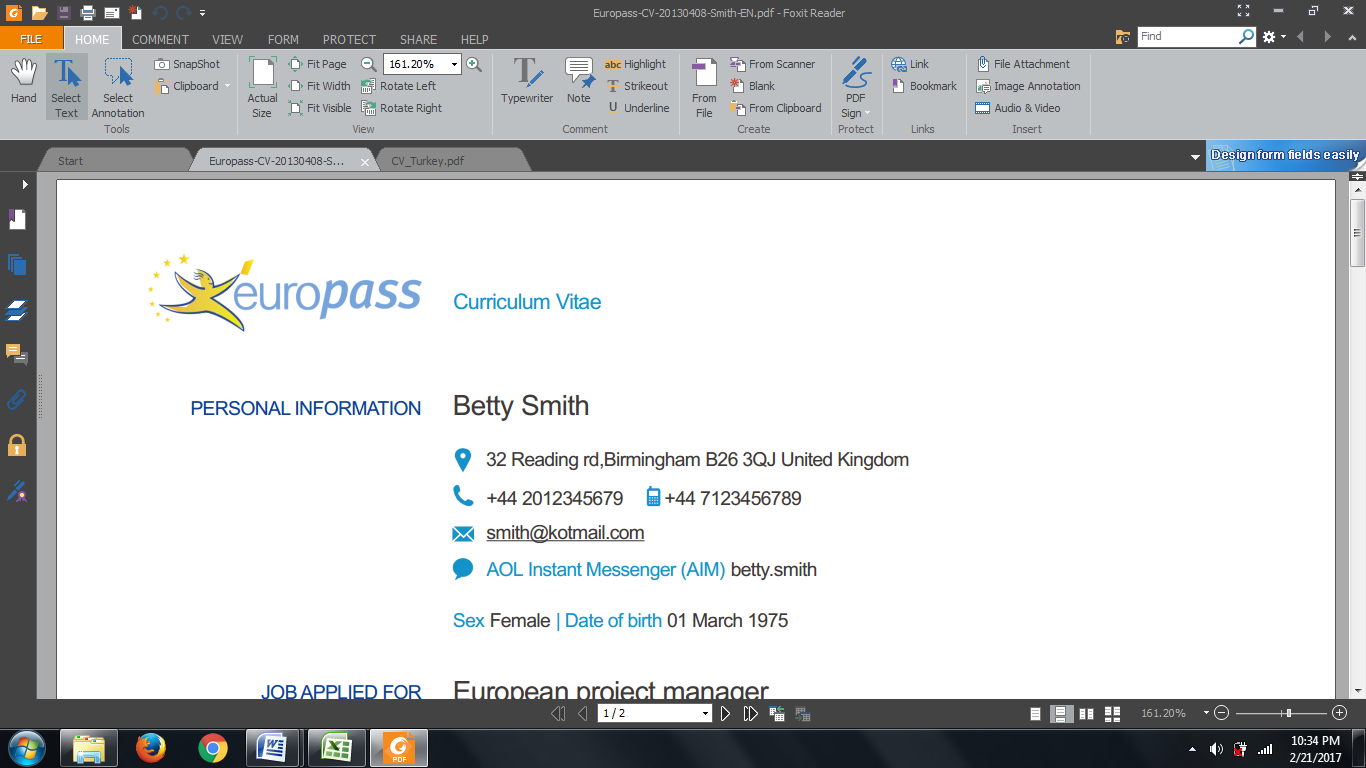 Europass-CV-20130408-Smith-EN.pdf - Foxit Reader
FILE HOME COMMENT VIEW FORM PROTECT SHARE HELP Find
Hand
Select Text
Select Annotation
SnapShot
Clipboard
Tools
Actual Size
Fit Page
Fit Width
Fit Visible
161.20%
Rotate Left
Rotate Right
View
Typewriter
Note
abc Highlight
T Strikeout
U Underline
Comment
From File
From Scanner
Blank
From Clipboard
Create
PDF Sign
Protect
Link
Bookmark
Links
File Attachment
Image Annotation
Audio & Video
Insert
Start Europass-CV-20130408-S... CV_Turkey.pdf Design form fields easily
europass
Curriculum Vitae
PERSONAL INFORMATION Betty Smith
32 Reading rd,Birmingham B26 3QJ United Kingdom
+44 2012345679 +44 7123456789
smith@kotmail.com
AOL Instant Messenger (AIM) betty.smith
Sex Female | Date of birth 01 March 1975
JOB APPLIED FOR European project manager
1 / 2 161.20%
PDF
10:34 PM
2/21/2017